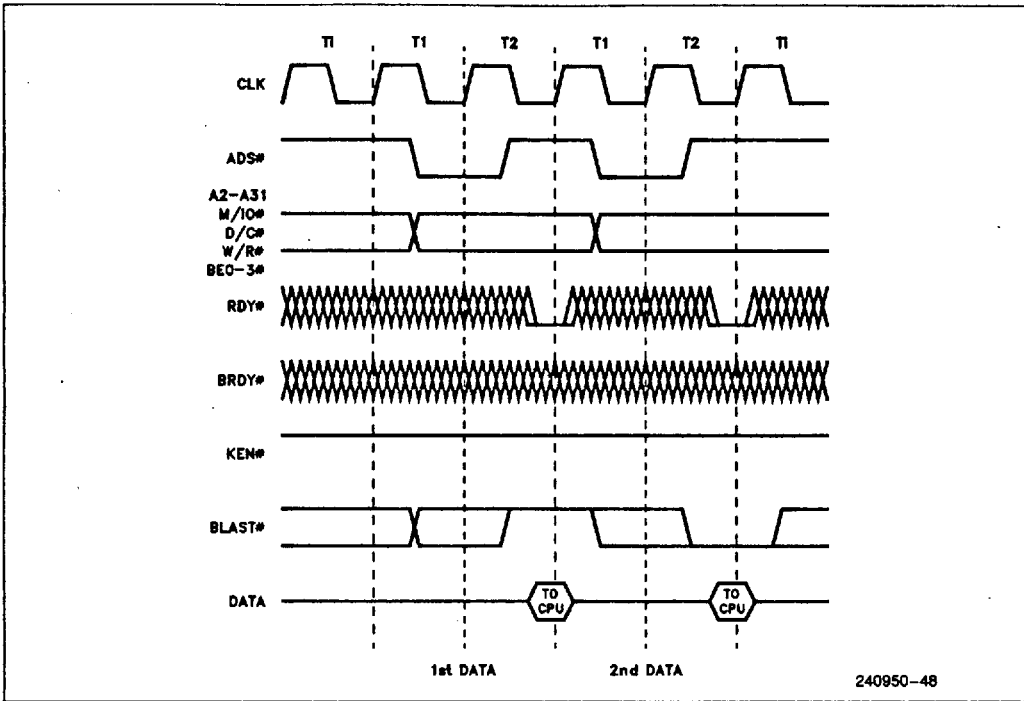 Ti T1 T2 T1 T2 Ti
CLK
ADS#
A2-A31
M/IO#
D/C#
W/R#
BE0-3#
RDY#
BRDY#
KEN#
BLAST#
DATA
TO
CPU
TO
CPU
1st DATA 2nd DATA
240950-48